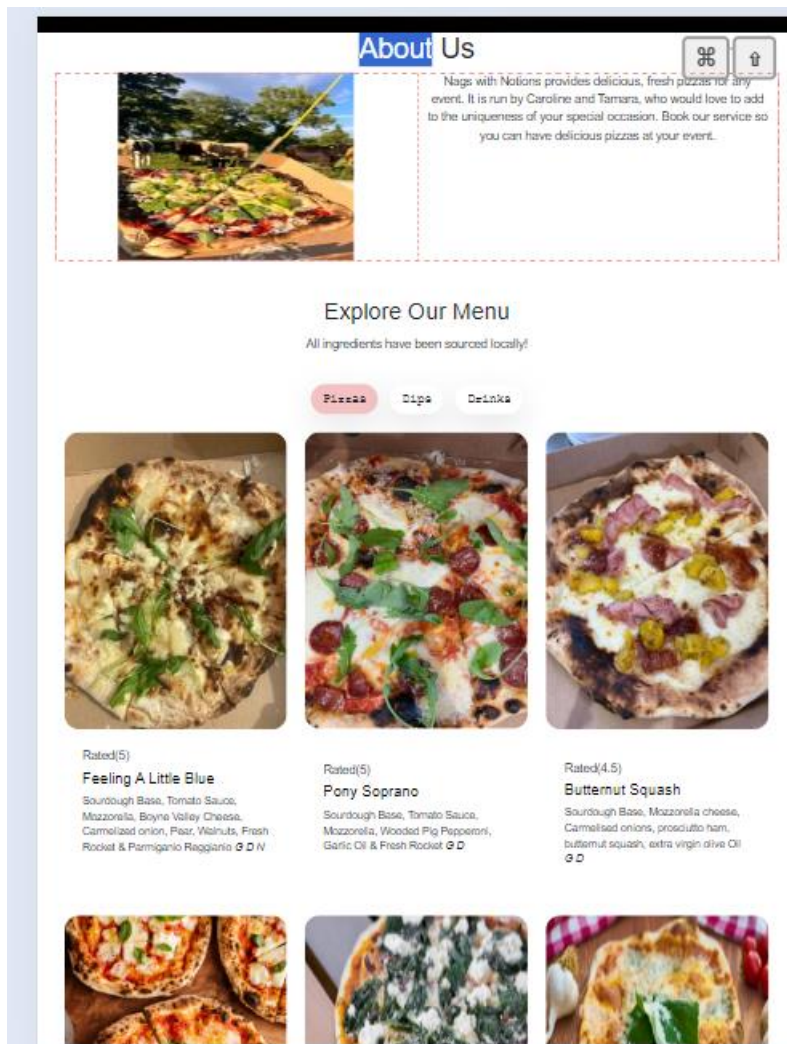 About Us
⌘ ⇧
Nags with Notions provides delicious, fresh pizzas for any
event. It is run by Caroline and Tamara, who would love to add
to the uniqueness of your special occasion. Book our service so
you can have delicious pizzas at your event.
Explore Our Menu
All ingredients have been sourced locally!
Pizzas Dips Drinks
Rated(5)
Feeling A Little Blue
Sourdough Base, Tomato Sauce,
Mozzorella, Boyne Valley Cheese,
Carmelized onion, Pear, Walnuts, Fresh
Rocket & Parmiganio Reggianio G D N
Rated(5)
Pony Soprano
Sourdough Base, Tomato Sauce,
Mozzorella, Wooded Pig Pepperoni,
Garlic Oil & Fresh Rocket G D
Rated(4.5)
Butternut Squash
Sourdough Base, Mozzorella cheese,
Carmelised onions, prosciutto ham,
butternut squash, extra virgin olive Oil
G D